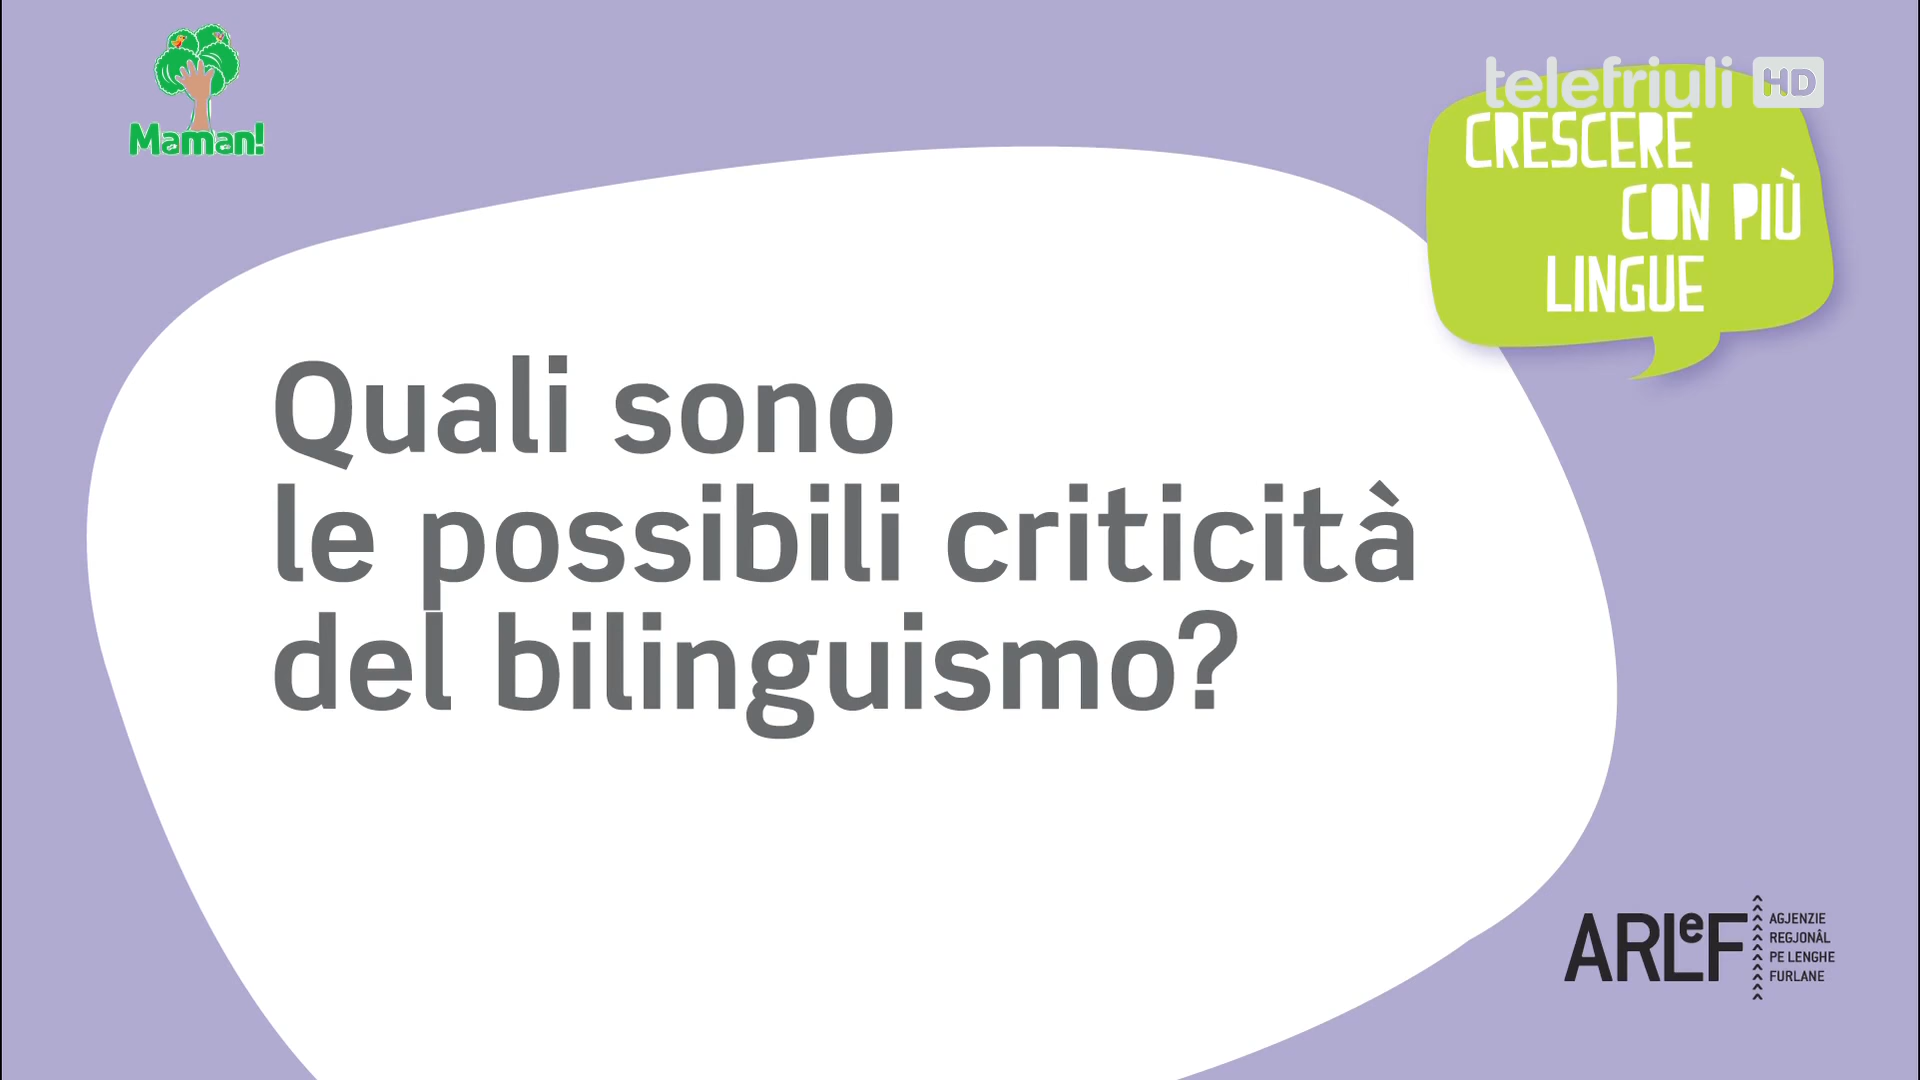 Maman!
telefriuli HD
CRESCERE
CON PIÙ
LINGUE
Quali sono
le possibili criticità
del bilinguismo?
ARLeF
AGJENZIE
REGJONÂL
PE LENGHE
FURLANE